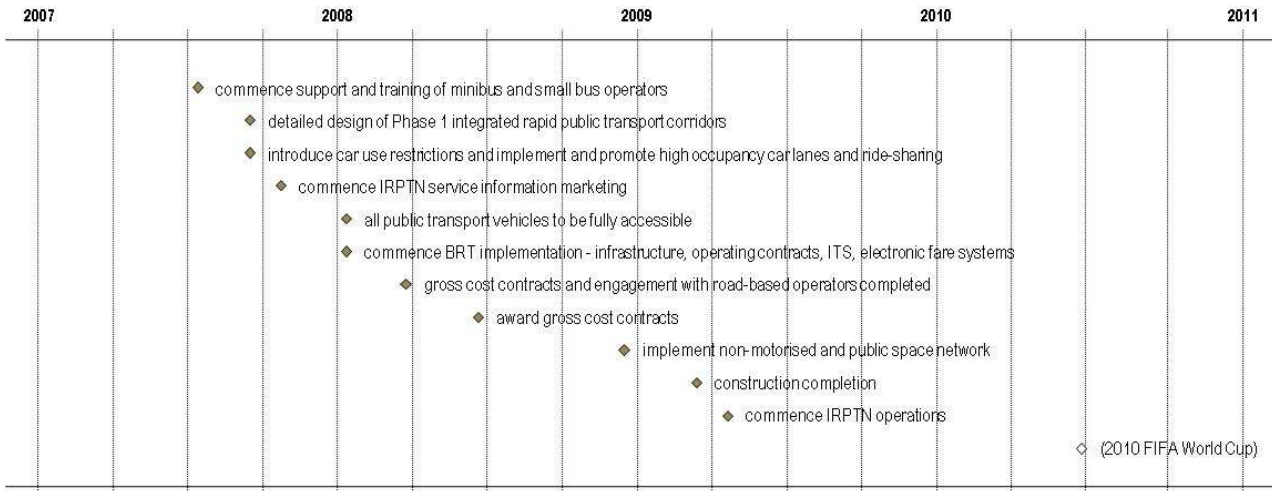 2007 2008 2009 2010 2011
commence support and training of minibus and small bus operators
detailed design of Phase 1 integrated rapid public transport corridors
introduce car use restrictions and implement and promote high occupancy car lanes and ride-sharing
commence IRPTN service information marketing
all public transport vehicles to be fully accessible
commence BRT implementation - infrastructure, operating contracts, ITS, electronic fare systems
gross cost contracts and engagement with road-based operators completed
award gross cost contracts
implement non-motorised and public space network
construction completion
commence IRPTN operations
(2010 FIFA World Cup)